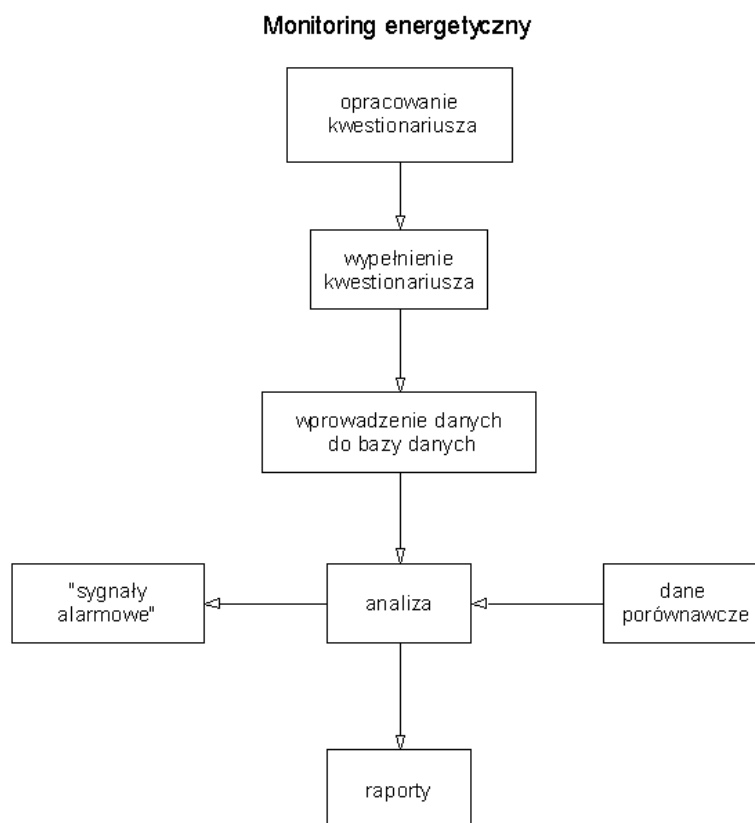 Monitoring energetyczny
opracowanie
kwestionariusza
wypełnienie
kwestionariusza
wprowadzenie danych
do bazy danych
"sygnały
alarmowe"
analiza
dane
porównawcze
raporty